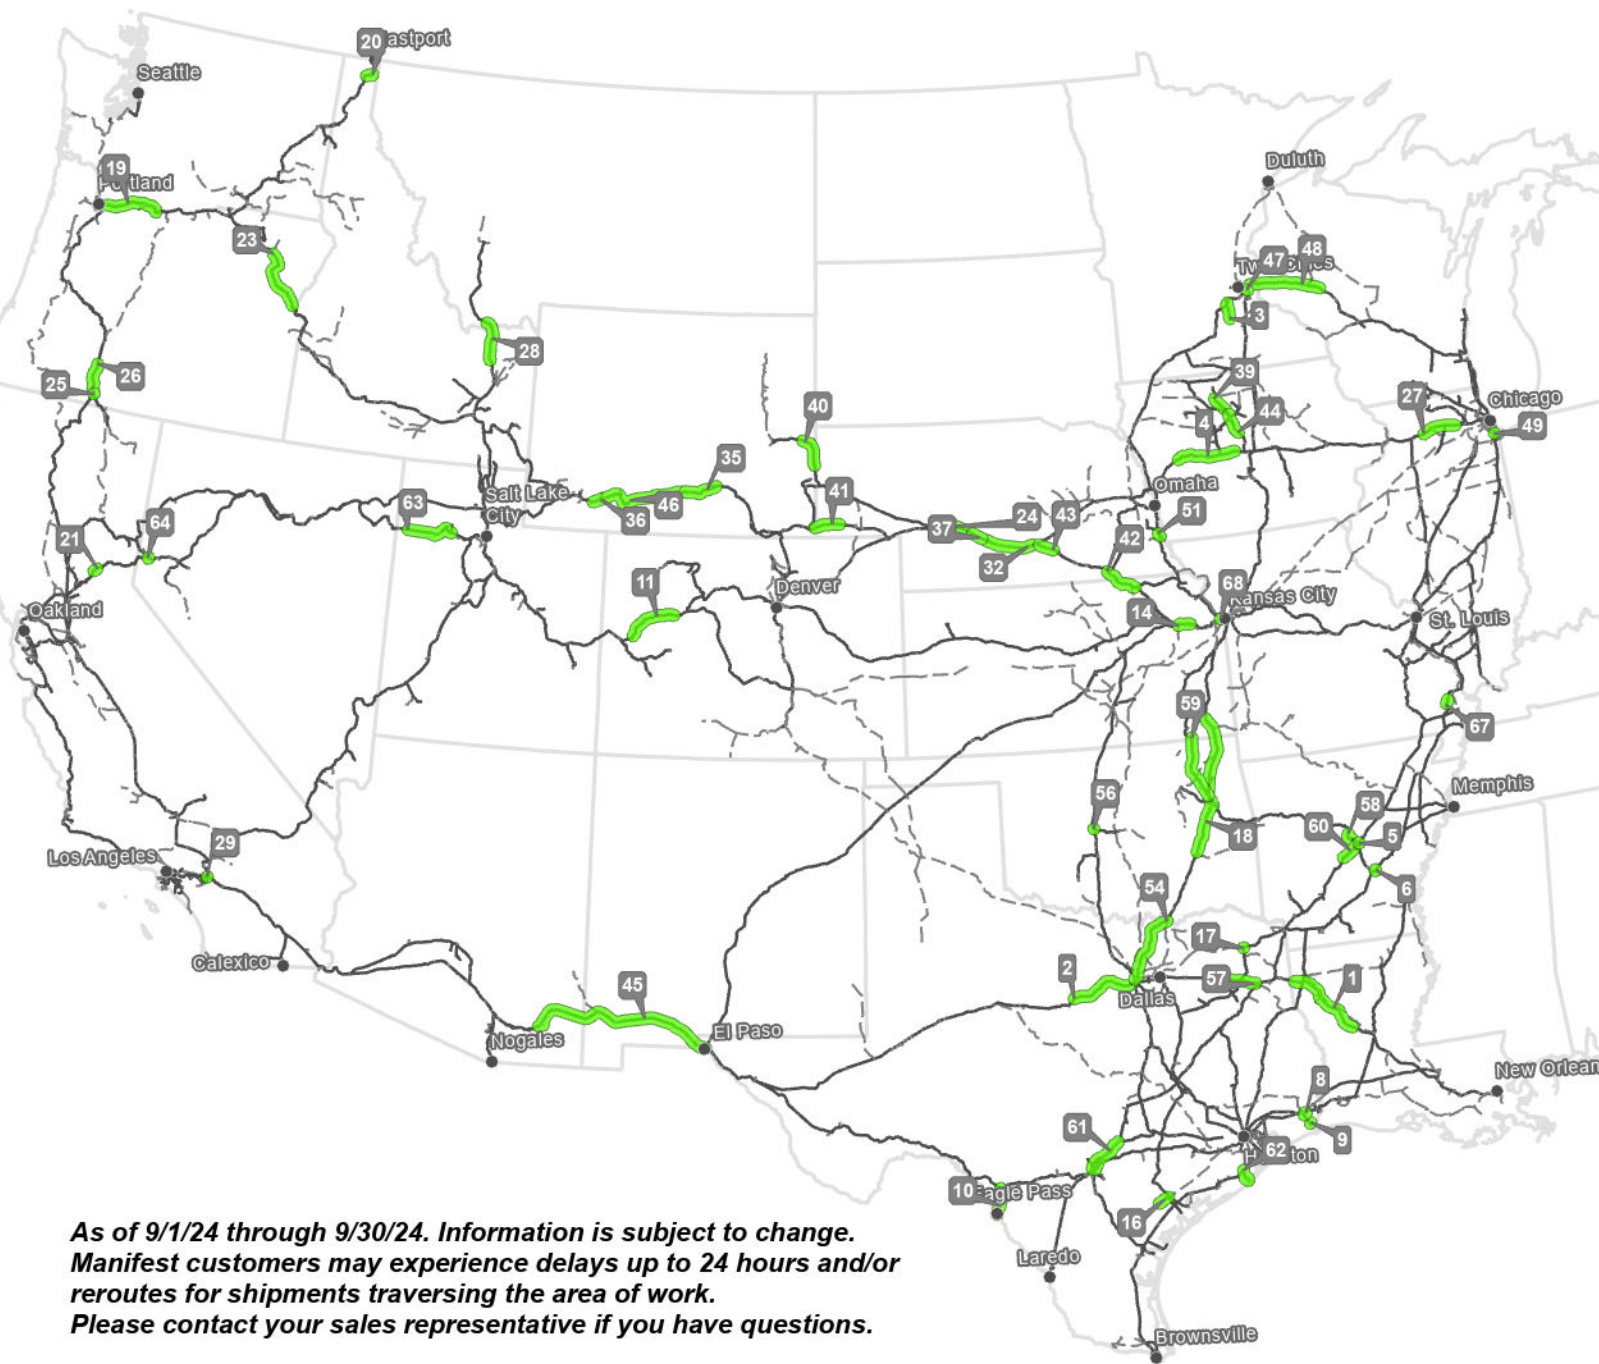 20
astport
Seattle
Duluth
19
Portland
23
47
48
Twin Cities
3
28
26
25
39
40
4
44
27
Chicago
49
35
Omaha
63
Salt Lake
City
46
36
41
37
24
43
51
21
64
32
42
11
Denver
68
Kansas City
Oakland
14
St. Louis
59
67
Memphis
56
58
60
5
18
29
Los Angeles
6
54
17
Calexico
2
57
1
45
Dallas
El Paso
Nogales
8
New Orlean
61
9
62
Houston
10
Eagle Pass
16
Laredo
Brownsville
As of 9/1/24 through 9/30/24. Information is subject to change.
Manifest customers may experience delays up to 24 hours and/or
reroutes for shipments traversing the area of work.
Please contact your sales representative if you have questions.